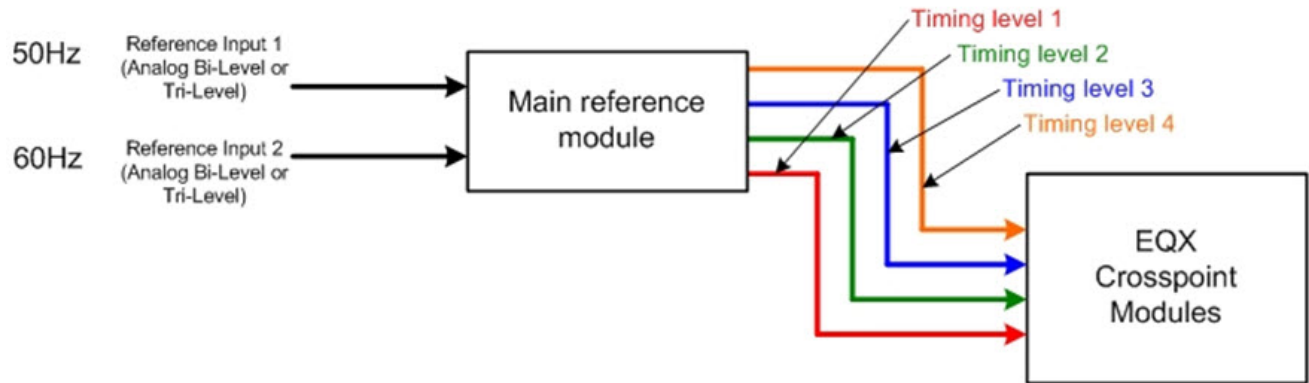 50Hz
Reference Input 1
(Analog Bi-Level or
Tri-Level)
60Hz
Reference Input 2
(Analog Bi-Level or
Tri-Level)
Main reference
module
Timing level 1
Timing level 2
Timing level 3
Timing level 4
EQX
Crosspoint
Modules